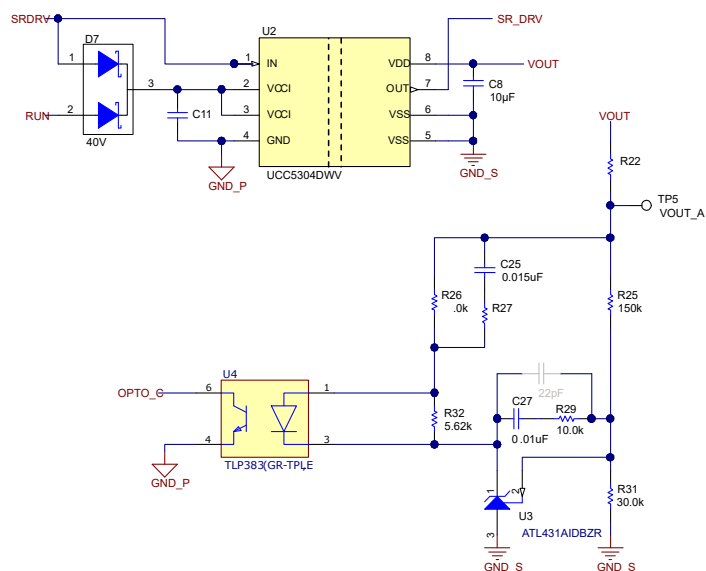 SRDRV
D7
1
3
2
RUN
40V
C11
GND_P
U2
1 IN
2 VCCI
3 VCCI
4 GND
VDD 8
OUT 7
VSS 6
VSS 5
UCC5304DWV
SR_DRV
VOUT
C8
10µF
GND_S
VOUT
R22
TP5
VOUT_A
C25
0.015uF
R26
.0k
R27
R25
150k
U4
OPTO_C
6
4
1
3
TLP383(GR-TPL,E
GND_P
R32
5.62k
22pF
C27
0.01uF
R29
10.0k
1
2
3
U3
ATL431AIDBZR
R31
30.0k
GND_S
GND_S